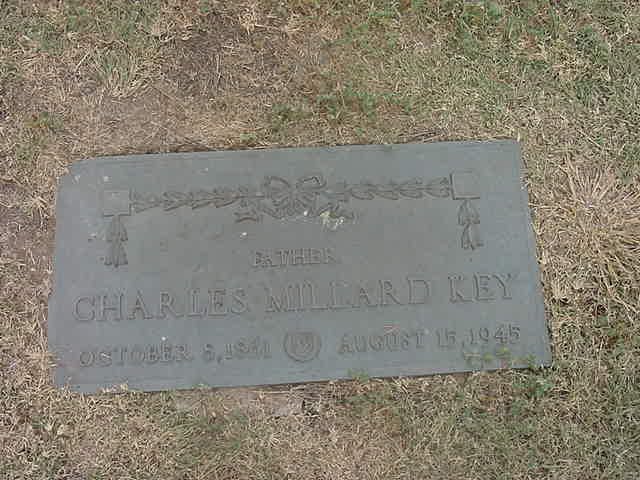 FATHER
CHARLES MILLARD KEY
OCTOBER 8, 1861 AUGUST 15, 1945